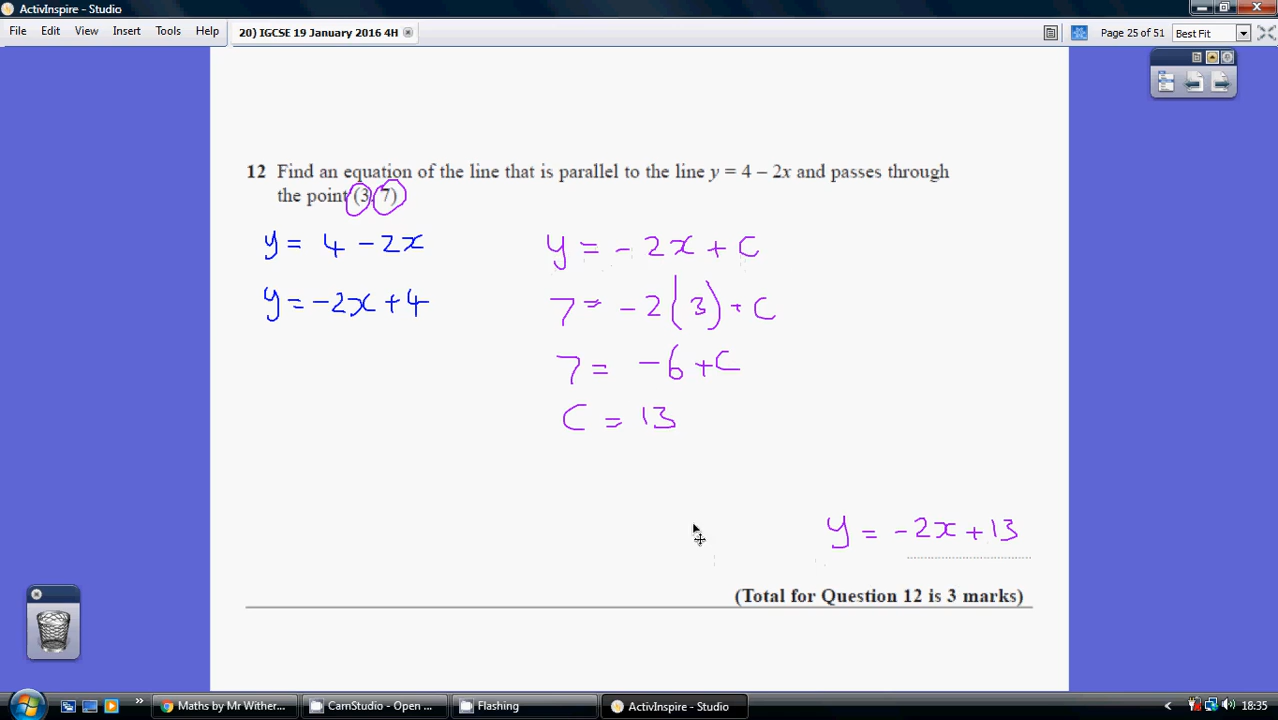 ActivInspire - Studio
File Edit View Insert Tools Help 20) IGCSE 19 January 2016 4H Page 25 of 51 Best Fit
12 Find an equation of the line that is parallel to the line y = 4 – 2x and passes through
the point (3, 7)
y = 4 - 2x
y = -2x + 4
y = -2x + C
7 = -2(3) + C
7 = -6 + C
C = 13
y = -2x + 13
(Total for Question 12 is 3 marks)
Maths by Mr Wither... CamStudio - Open ... Flashing ActivInspire - Studio 18:35